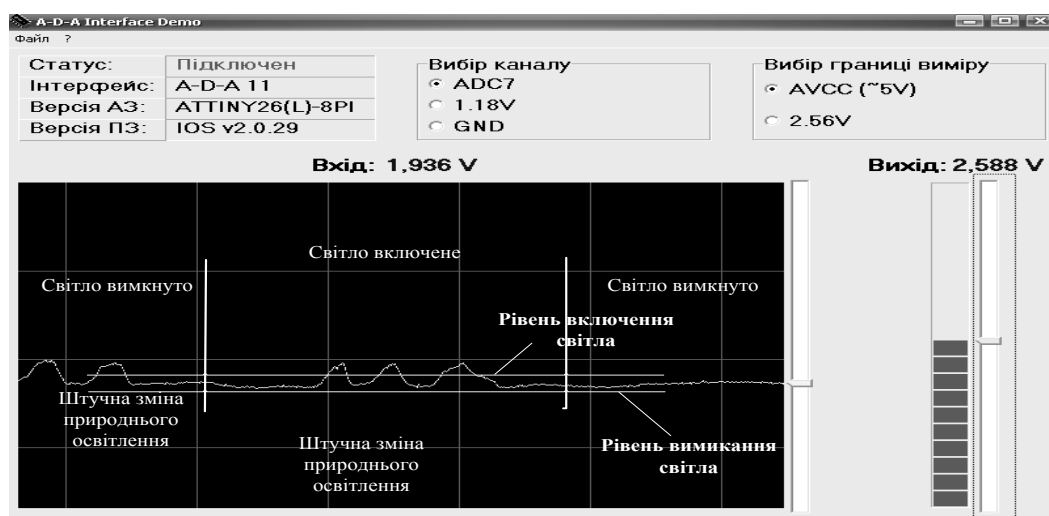 A-D-A Interface Demo
Файл ?
Статус: Підключен
Інтерфейс: A-D-A 11
Версія АЗ: ATTINY26(L)-8PI
Версія ПЗ: IOS v2.0.29
Вибір каналу
ADC7
1.18V
GND
Вибір границі виміру
AVCC (~5V)
2.56V
Вхід: 1,936 V
Вихід: 2,588 V
Світло включене
Світло вимкнуто
Світло вимкнуто
Рівень включення
світла
Штучна зміна
природнього
освітлення
Штучна зміна
природнього
освітлення
Рівень вимикання
світла